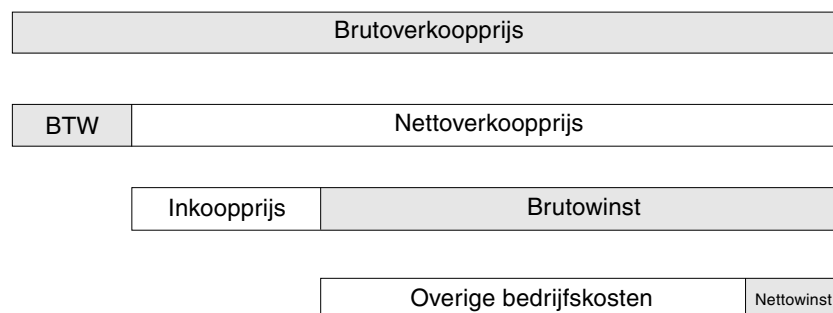 Brutoverkoopprijs
BTW Nettoverkoopprijs
Inkoopprijs Brutowinst
Overige bedrijfskosten Nettowinst